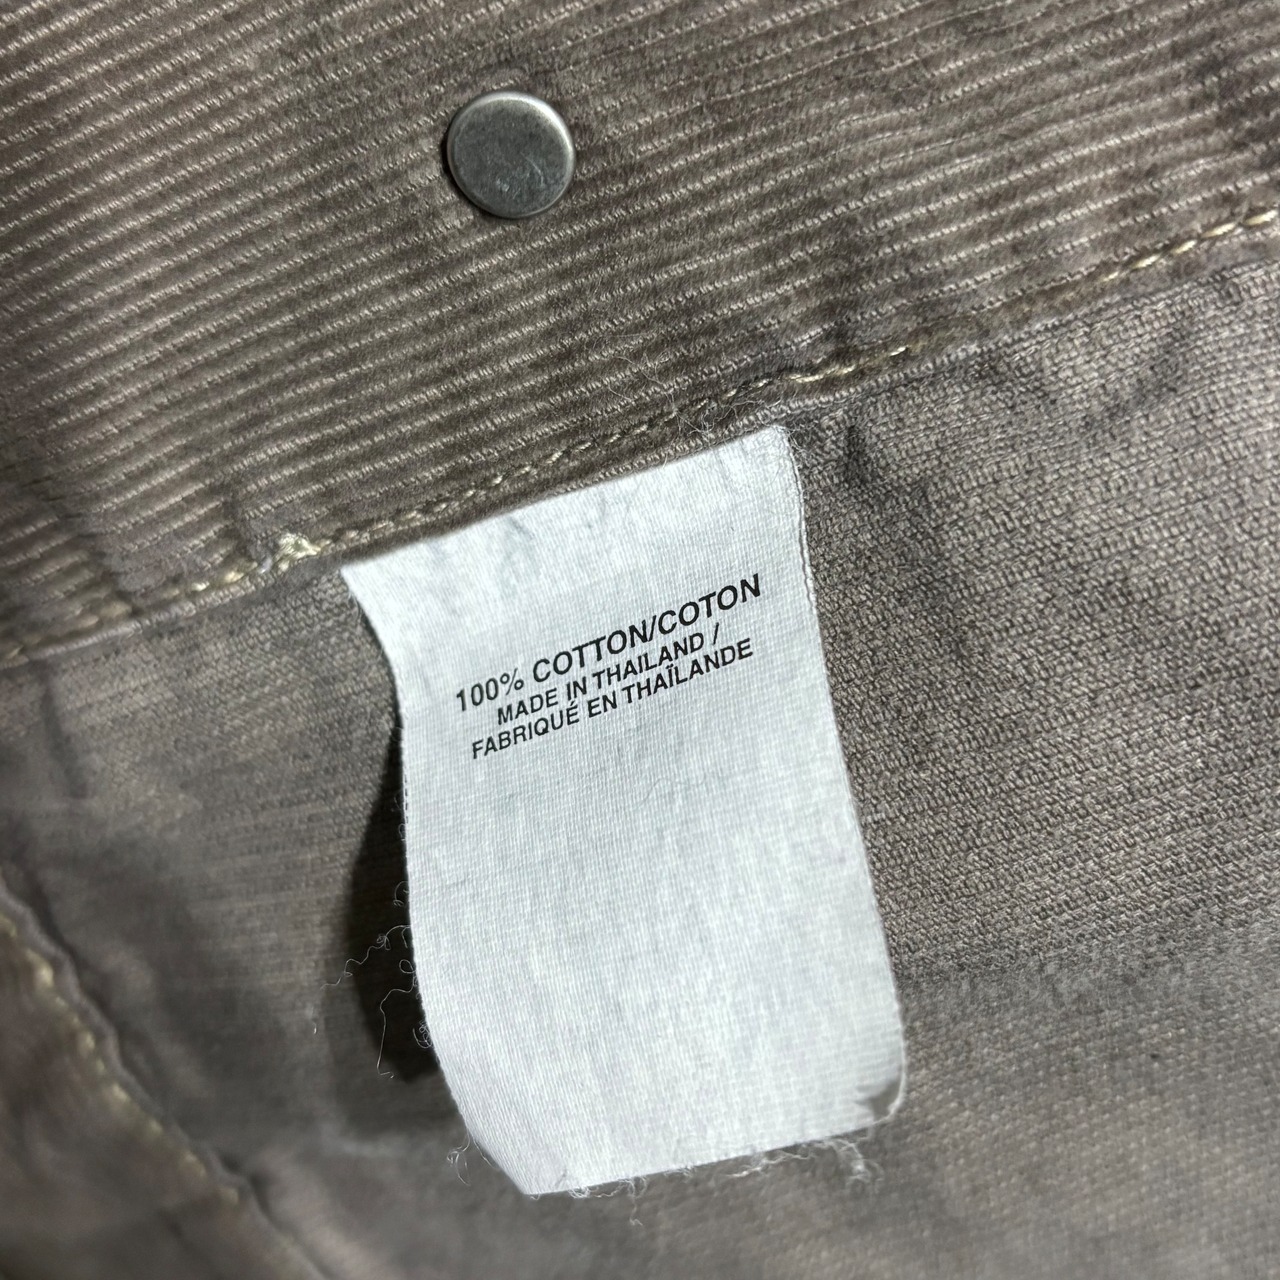 100% COTTON/COTON
MADE IN THAILAND /
FABRIQUÉ EN THAÏLANDE